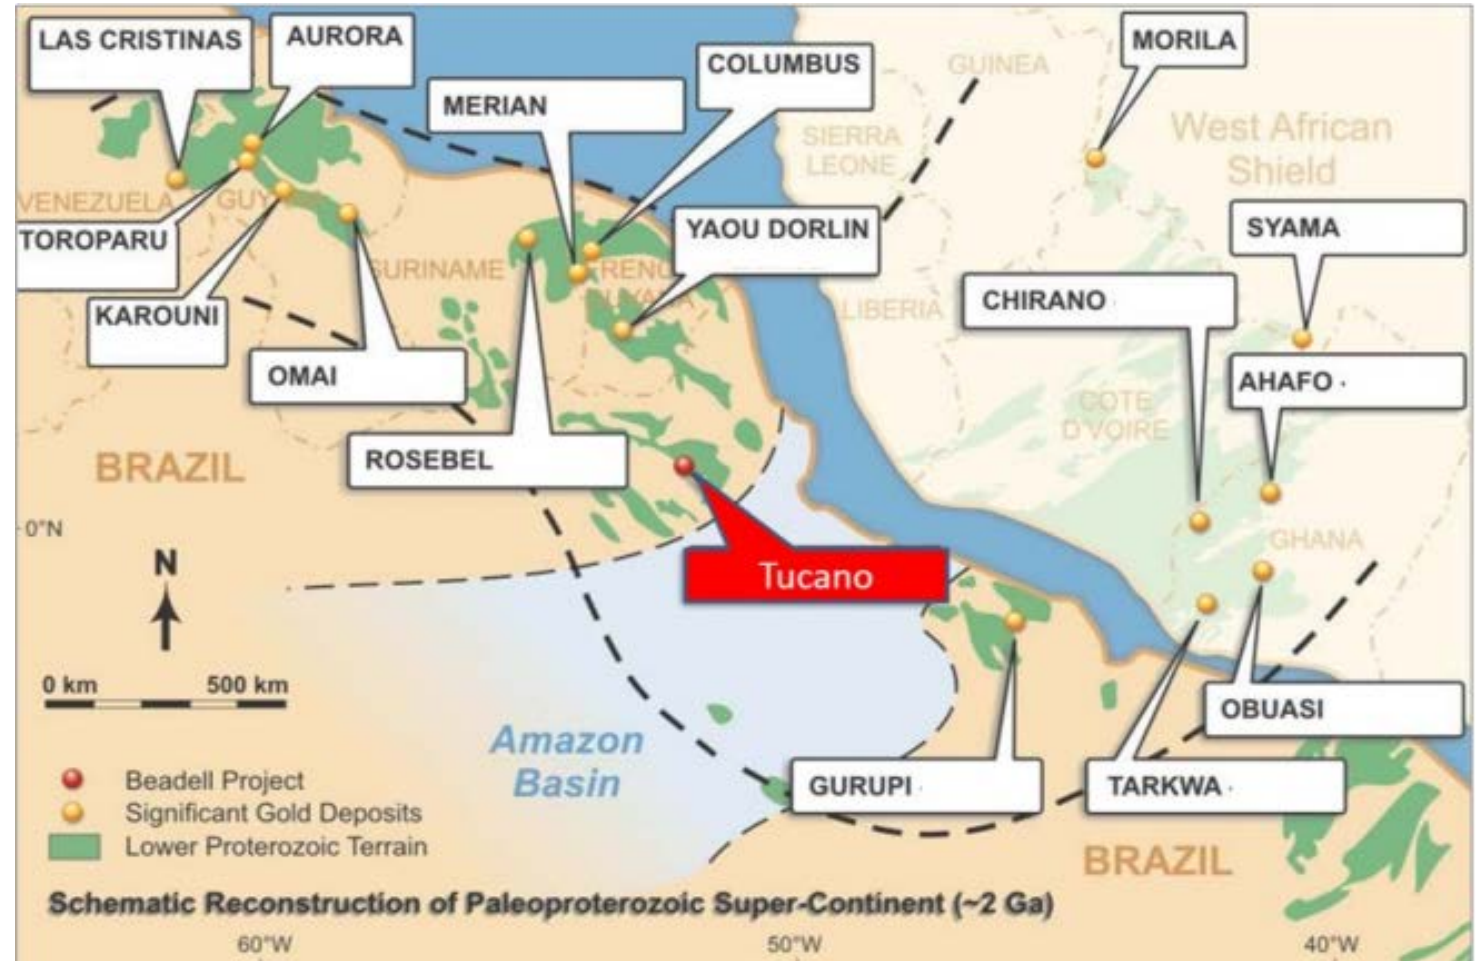 LAS CRISTINAS
AURORA
MERIAN
COLUMBUS
MORILA
GUINEA
SIERRA
LEONE
West African
Shield
VENEZUELA
GUY
TOROPARU
KAROUNI
OMAI
SURINAME
YAOU DORLIN
SYAMA
CHIRANO
LIBERIA
AHAFO
COTE
D'VOIRE
ROSEBEL
BRAZIL
0°N
GHANA
N
Tucano
0 km
500 km
OBUASI
Amazon
Basin
GURUPI
TARKWA
Beadell Project
Significant Gold Deposits
Lower Proterozoic Terrain
BRAZIL
Schematic Reconstruction of Paleoproterozoic Super-Continent (~2 Ga)
60°W
50°W
40°W